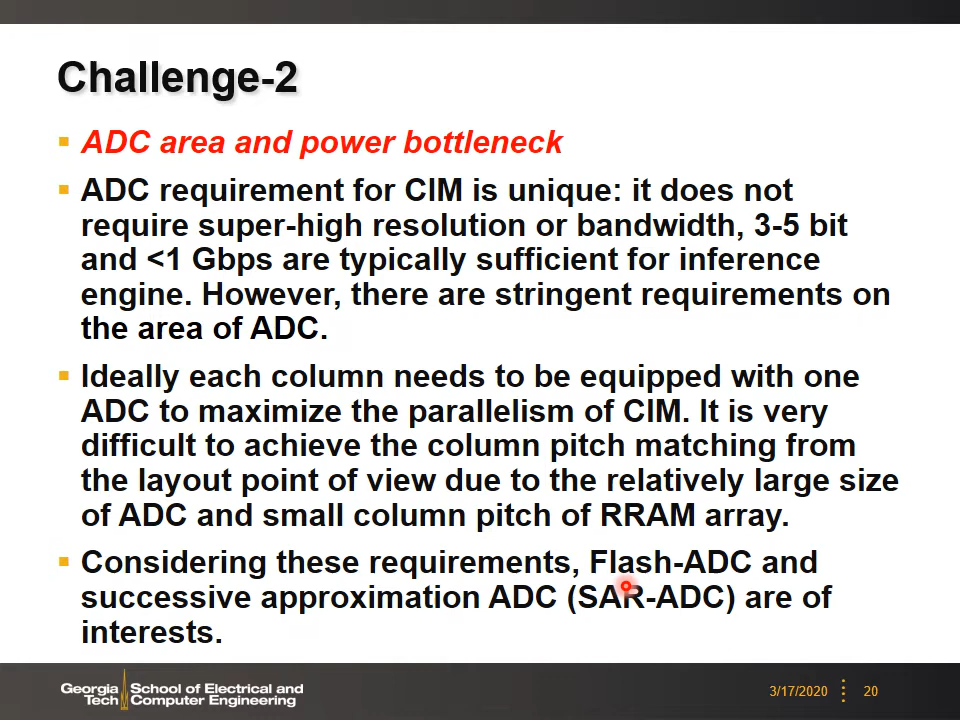 Challenge-2
ADC area and power bottleneck
ADC requirement for CIM is unique: it does not
require super-high resolution or bandwidth, 3-5 bit
and <1 Gbps are typically sufficient for inference
engine. However, there are stringent requirements on
the area of ADC.
Ideally each column needs to be equipped with one
ADC to maximize the parallelism of CIM. It is very
difficult to achieve the column pitch matching from
the layout point of view due to the relatively large size
of ADC and small column pitch of RRAM array.
Considering these requirements, Flash-ADC and
successive approximation ADC (SAR-ADC) are of
interests.
Georgia Tech School of Electrical and Computer Engineering
3/17/2020 20